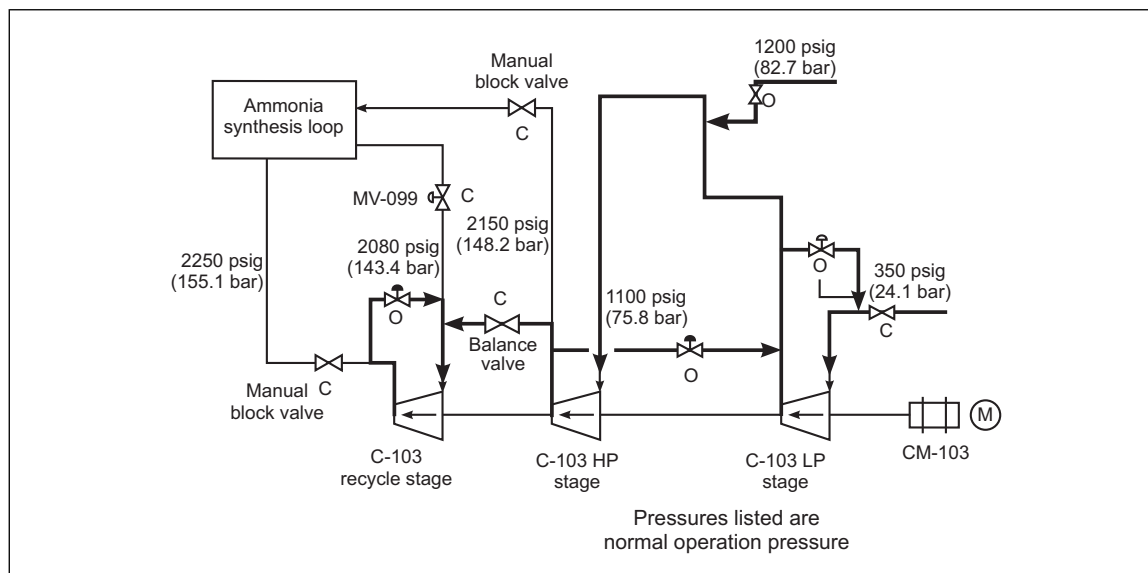 1200 psig
(82.7 bar)
O
Manual
block valve
C
Ammonia
synthesis loop
MV-099
C
2150 psig
(148.2 bar)
2080 psig
(143.4 bar)
2250 psig
(155.1 bar)
O
350 psig
(24.1 bar)
C
1100 psig
(75.8 bar)
O
C
Balance
valve
O
Manual
block valve
C
C-103
recycle stage
C-103 HP
stage
C-103 LP
stage
CM-103
M
Pressures listed are
normal operation pressure